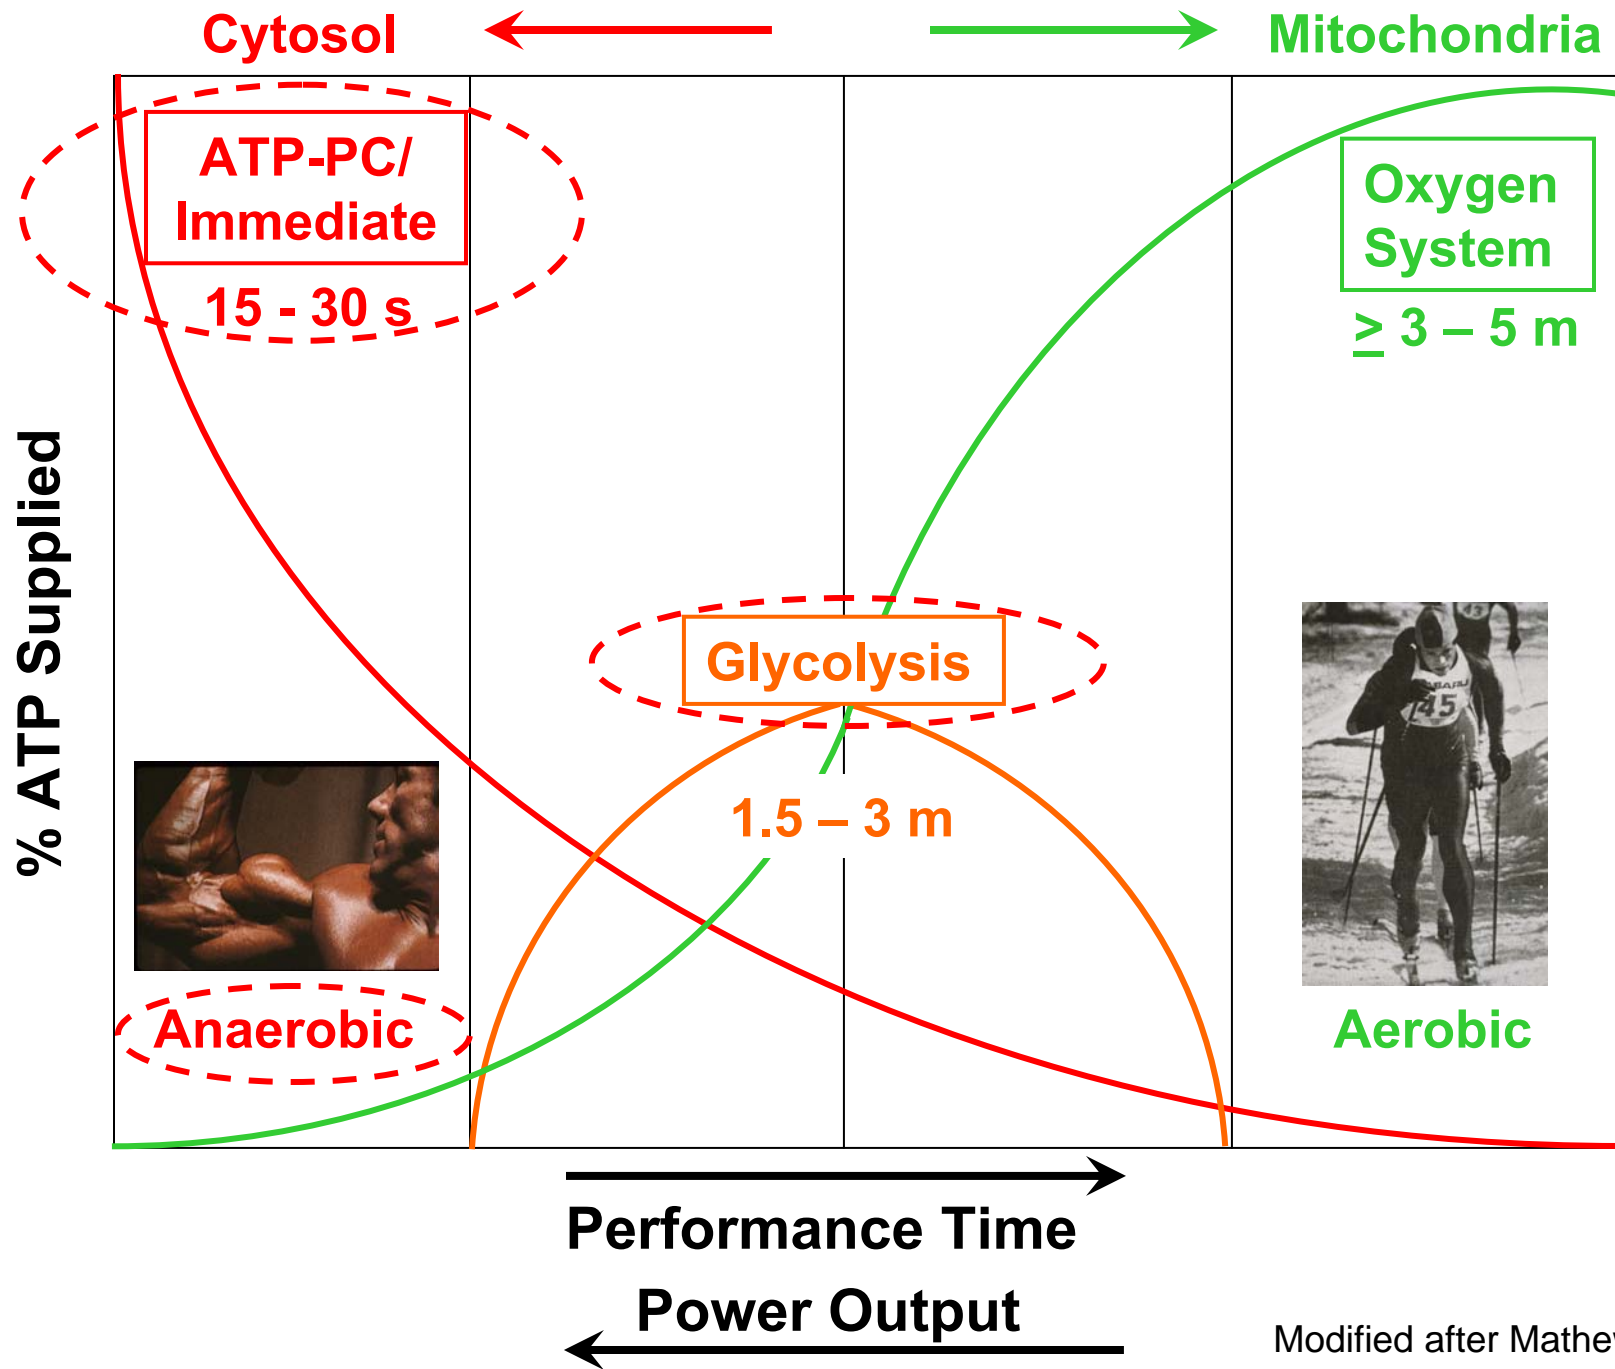 Cytosol
Mitochondria
ATP-PC/
Immediate
15 - 30 s
Oxygen
System
≥ 3 – 5 m
% ATP Supplied
Glycolysis
1.5 – 3 m
45
Anaerobic
Aerobic
Performance Time
Power Output
Modified after Mathew